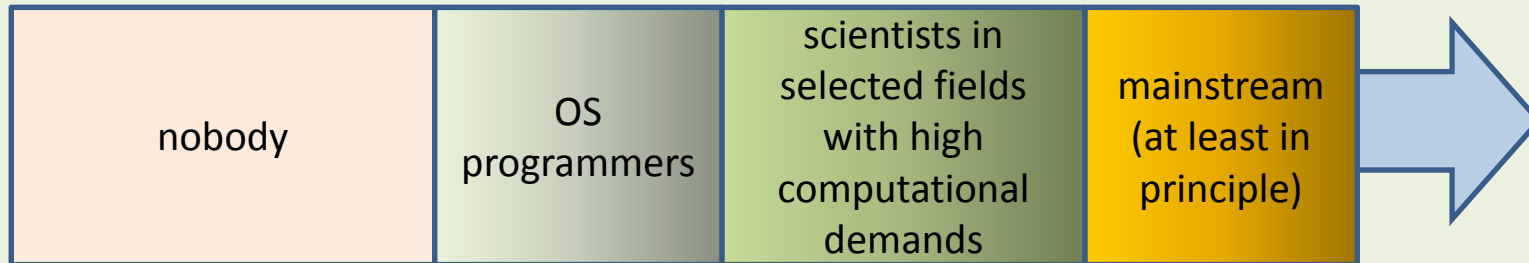 nobody
OS
programmers
scientists in
selected fields
with high
computational
demands
mainstream
(at least in
principle)